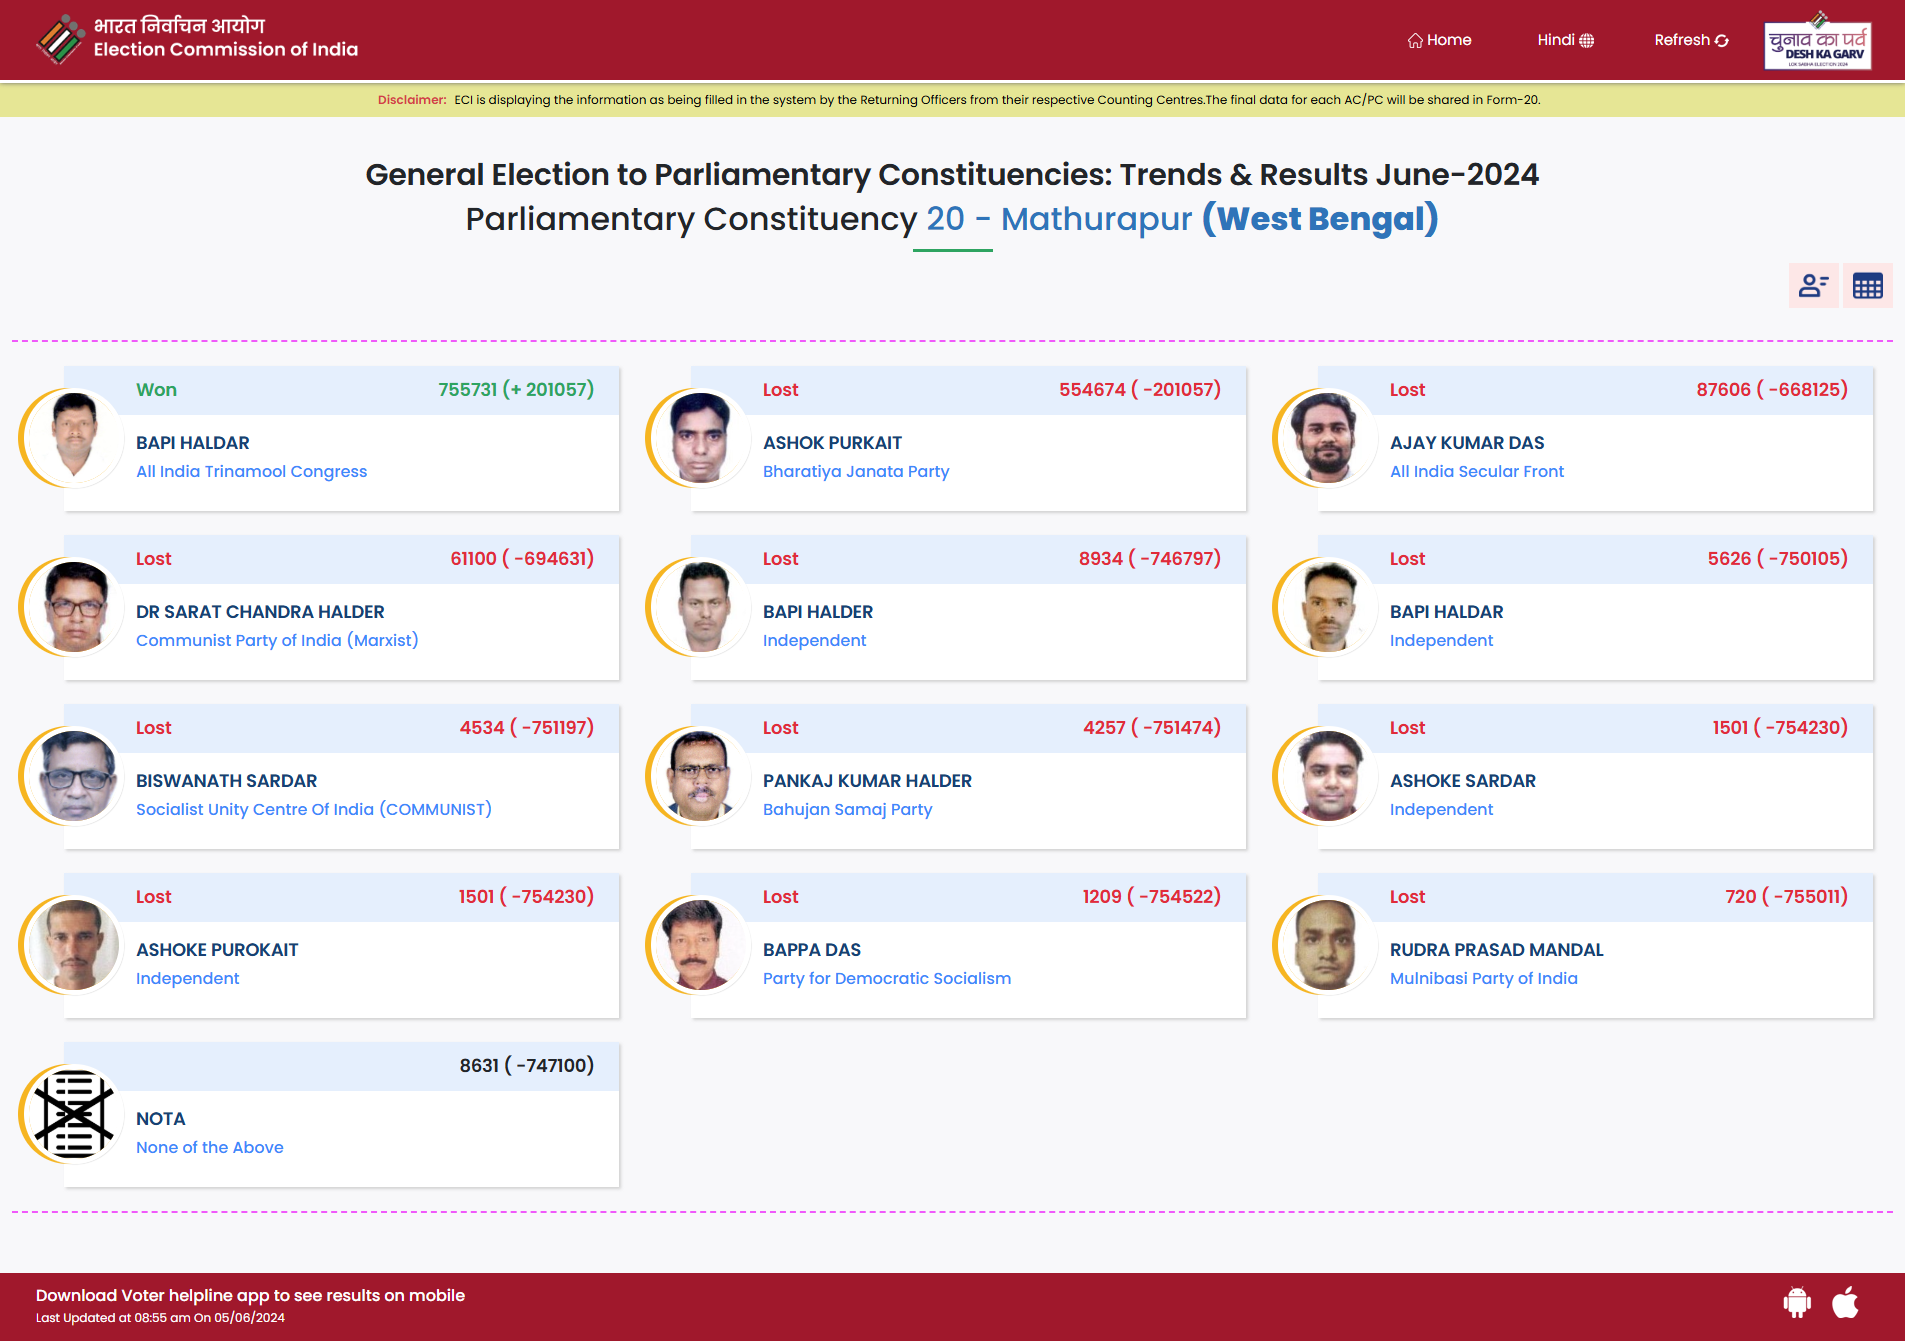 भारत निर्वाचन आयोग
Election Commission of India
Home
Hindi
Refresh
चुनाव का पर्व
DESH KA GARV
LOK SABHA ELECTION 2024
Disclaimer: ECI is displaying the information as being filled in the system by the Returning Officers from their respective Counting Centres.The final data for each AC/PC will be shared in Form-20.
General Election to Parliamentary Constituencies: Trends & Results June-2024
Parliamentary Constituency 20 - Mathurapur (West Bengal)
Won 755731 (+ 201057)
BAPI HALDAR
All India Trinamool Congress
Lost 554674 ( -201057)
ASHOK PURKAIT
Bharatiya Janata Party
Lost 87606 ( -668125)
AJAY KUMAR DAS
All India Secular Front
Lost 61100 ( -694631)
DR SARAT CHANDRA HALDER
Communist Party of India (Marxist)
Lost 8934 ( -746797)
BAPI HALDER
Independent
Lost 5626 ( -750105)
BAPI HALDAR
Independent
Lost 4534 ( -751197)
BISWANATH SARDAR
Socialist Unity Centre Of India (COMMUNIST)
Lost 4257 ( -751474)
PANKAJ KUMAR HALDER
Bahujan Samaj Party
Lost 1501 ( -754230)
ASHOKE SARDAR
Independent
Lost 1501 ( -754230)
ASHOKE PUROKAIT
Independent
Lost 1209 ( -754522)
BAPPA DAS
Party for Democratic Socialism
Lost 720 ( -755011)
RUDRA PRASAD MANDAL
Mulnibasi Party of India
8631 ( -747100)
NOTA
None of the Above
Download Voter helpline app to see results on mobile
Last Updated at 08:55 am On 05/06/2024